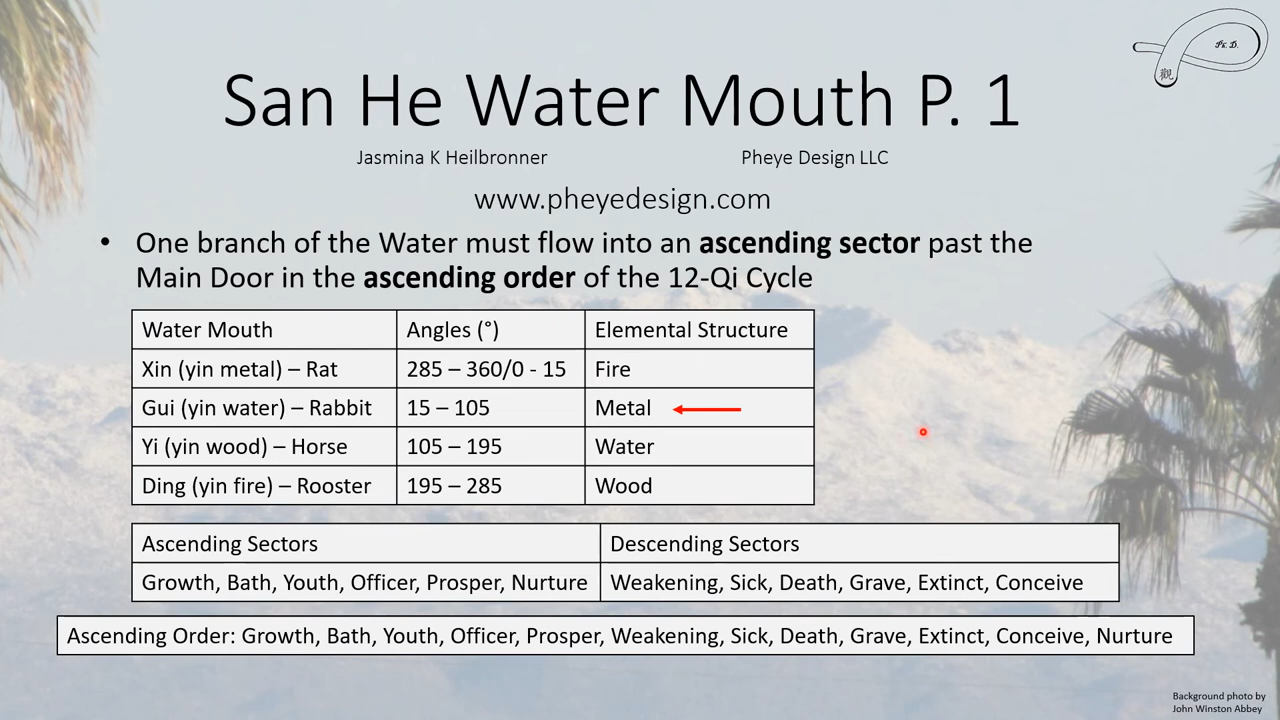 Ph. D.
觀
San He Water Mouth P. 1
Jasmina K Heilbronner Pheye Design LLC
www.pheyedesign.com
• One branch of the Water must flow into an ascending sector past the
Main Door in the ascending order of the 12-Qi Cycle
Water Mouth Angles (°) Elemental Structure
Xin (yin metal) – Rat 285 – 360/0 - 15 Fire
Gui (yin water) – Rabbit 15 – 105 Metal
Yi (yin wood) – Horse 105 – 195 Water
Ding (yin fire) – Rooster 195 – 285 Wood
Ascending Sectors Descending Sectors
Growth, Bath, Youth, Officer, Prosper, Nurture Weakening, Sick, Death, Grave, Extinct, Conceive
Ascending Order: Growth, Bath, Youth, Officer, Prosper, Weakening, Sick, Death, Grave, Extinct, Conceive, Nurture
Background photo by
John Winston Abbey